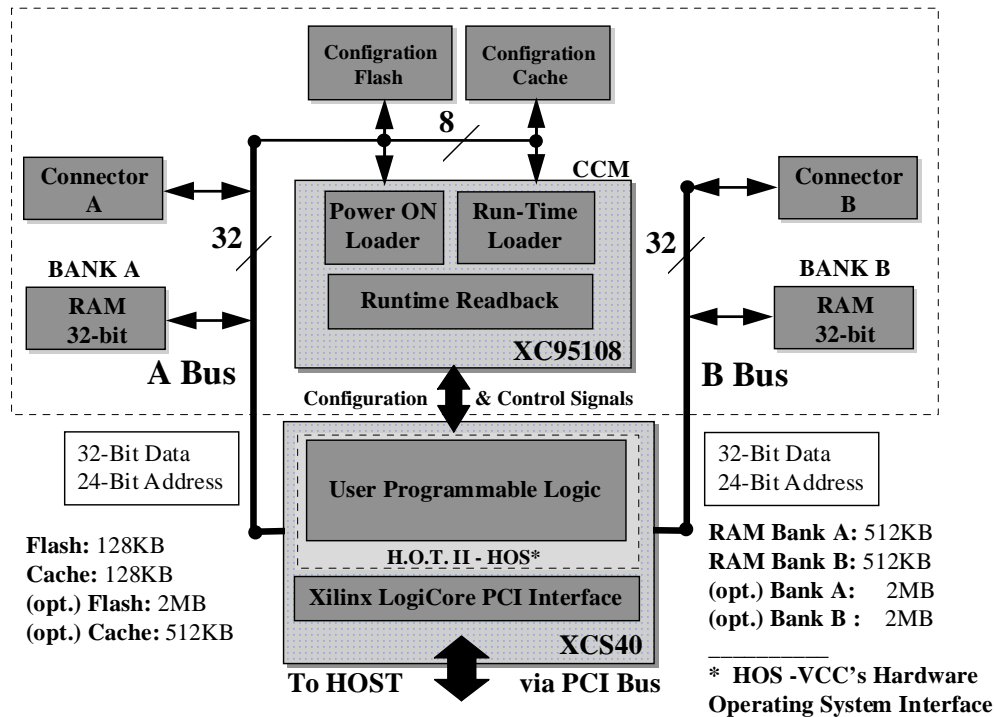 Configration
Flash
Configration
Cache
8
CCM
Connector
A
Power ON
Loader
Run-Time
Loader
Connector
B
32
32
BANK A
RAM
32-bit
Runtime Readback
BANK B
RAM
32-bit
XC95108
A Bus
B Bus
Configuration & Control Signals
32-Bit Data
24-Bit Address
User Programmable Logic
32-Bit Data
24-Bit Address
H.O.T. II - HOS*
Xilinx LogiCore PCI Interface
XCS40
Flash: 128KB
Cache: 128KB
(opt.) Flash: 2MB
(opt.) Cache: 512KB
RAM Bank A: 512KB
RAM Bank B: 512KB
(opt.) Bank A: 2MB
(opt.) Bank B : 2MB
To HOST via PCI Bus
* HOS -VCC's Hardware
Operating System Interface